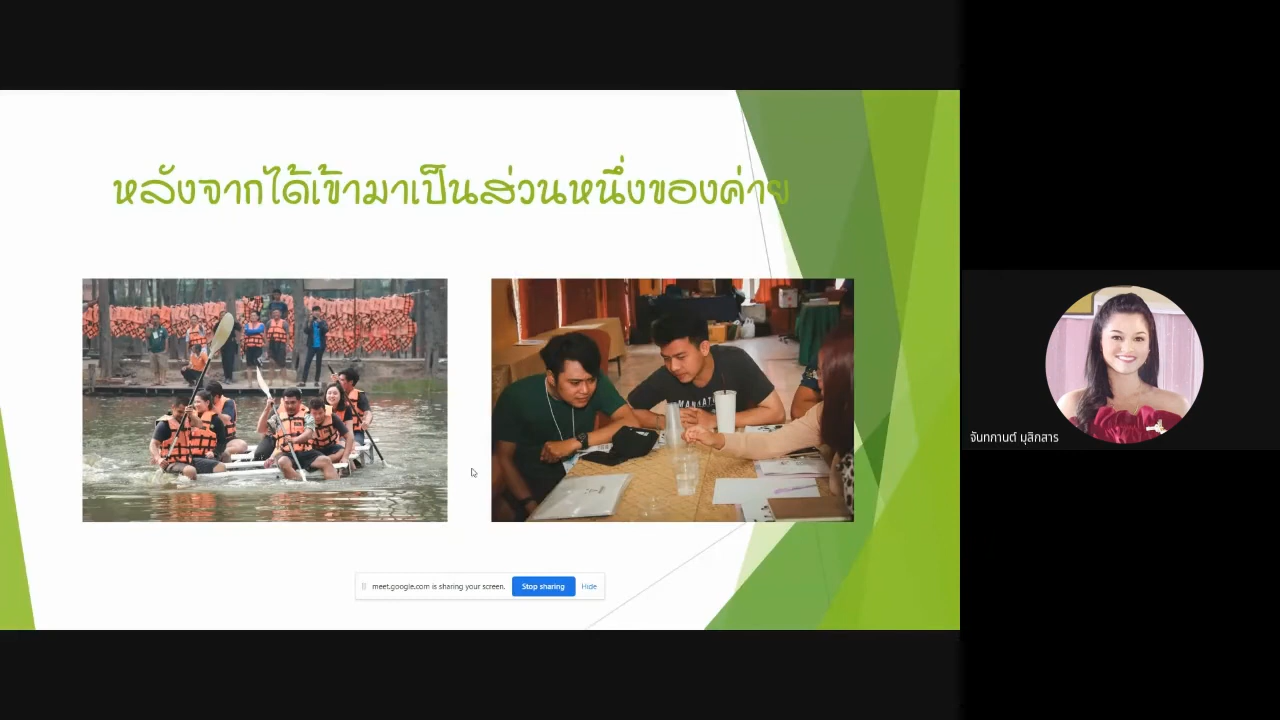 หลังจากได้เข้ามาเป็นส่วนหนึ่งของค่าย
meet.google.com is sharing your screen.
Stop sharing
Hide
จันทกานต์ มุสิกสาร